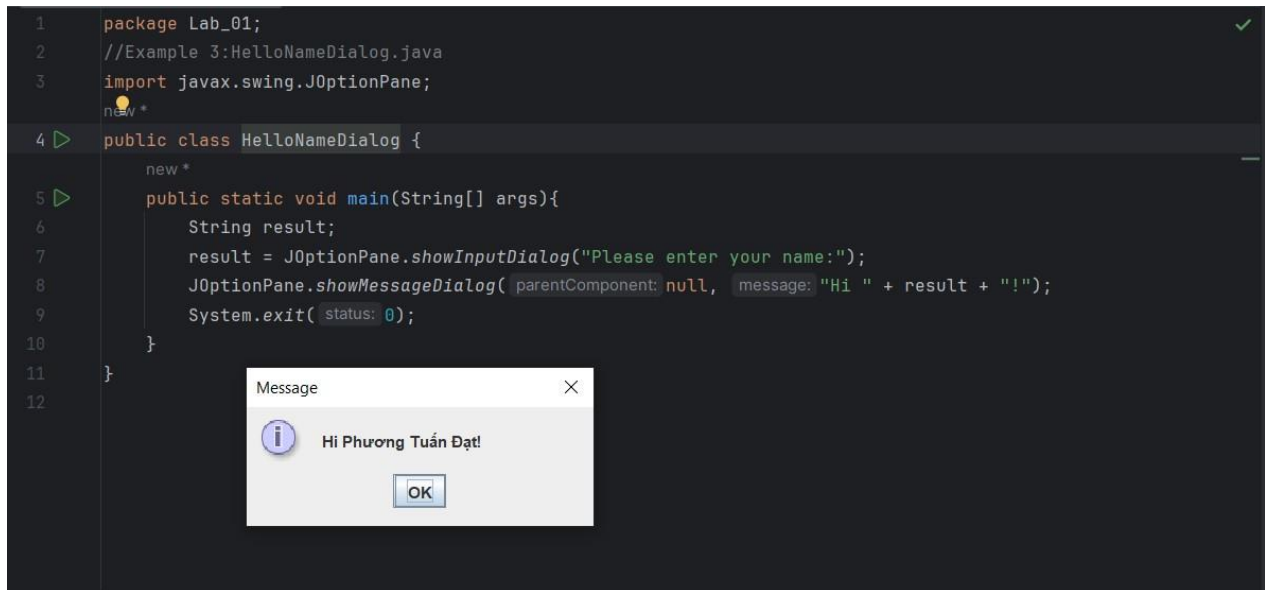 1 package Lab_01;
2 //Example 3:HelloNameDialog.java
3 import javax.swing.JOptionPane;
new *
4 public class HelloNameDialog {
new *
5 public static void main(String[] args){
6 String result;
7 result = JOptionPane.showInputDialog("Please enter your name:");
8 JOptionPane.showMessageDialog( parentComponent: null, message: "Hi " + result + "!");
9 System.exit( status: 0);
10 }
11 }
12
Message
i
Hi Phương Tuấn Đạt!
OK